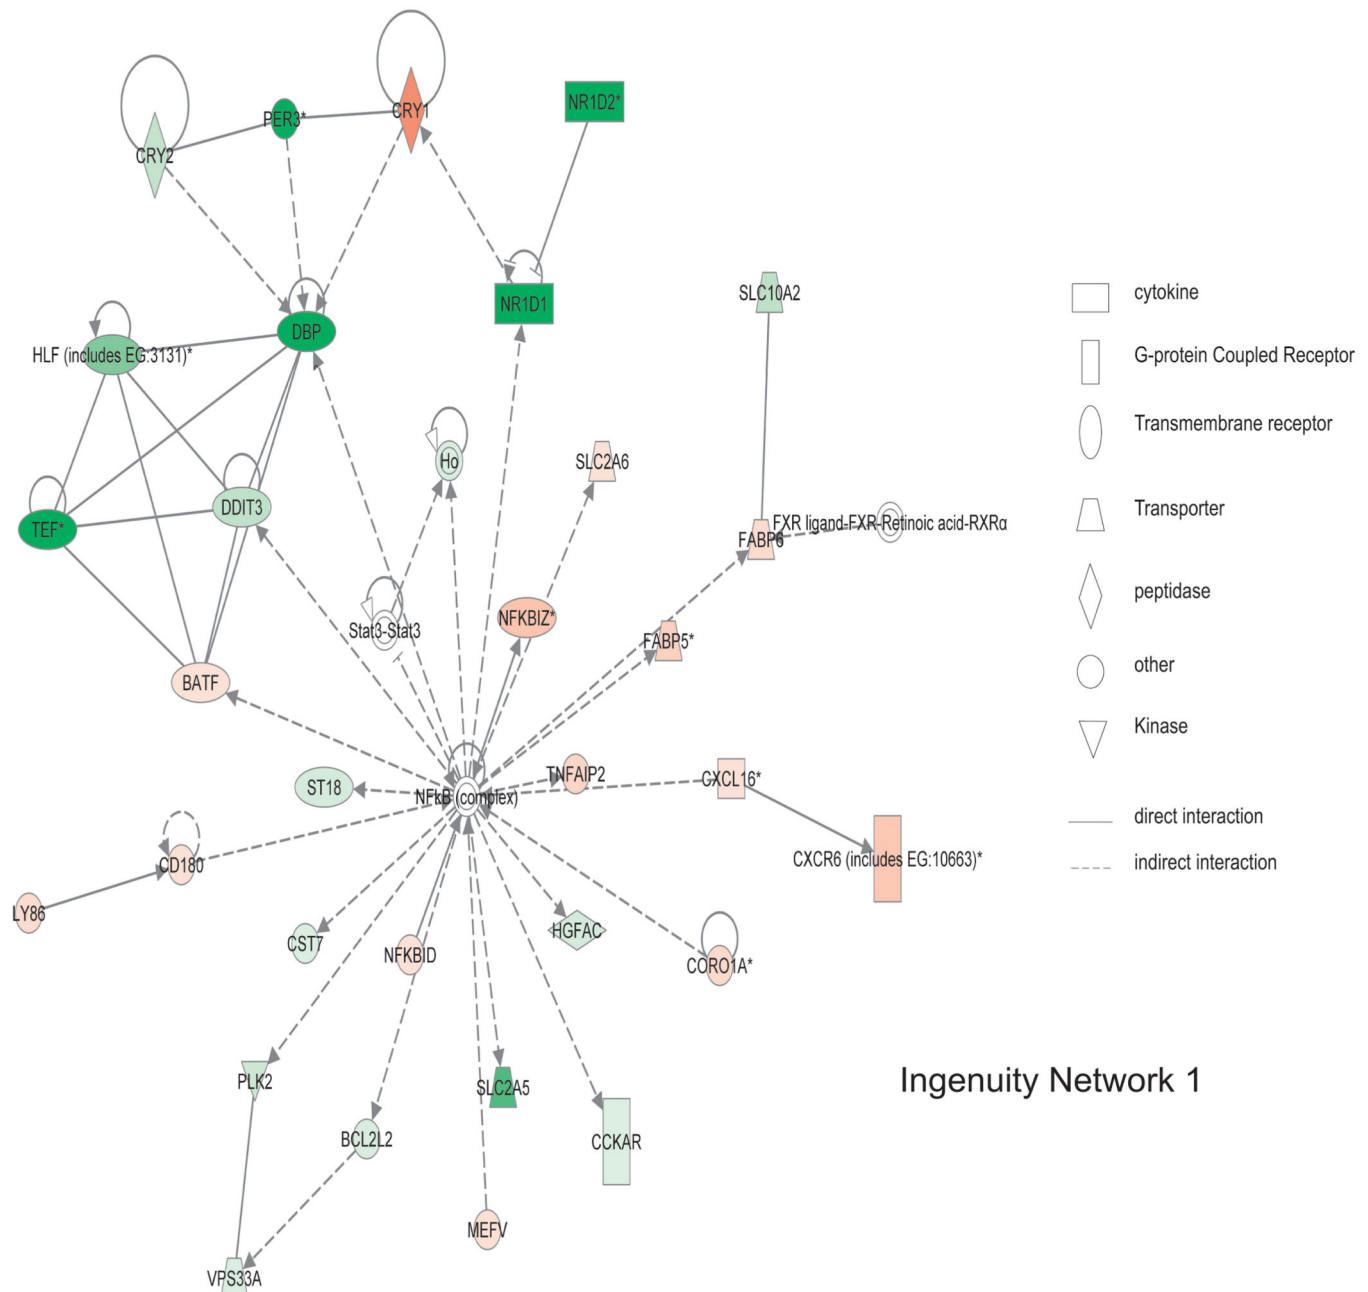 CRY1
NR1D2*
PER3*
CRY2
SLC10A2
cytokine
NR1D1
DBP
HLF (includes EG:3131)*
G-protein Coupled Receptor
Transmembrane receptor
Ho
SLC2A6
DDIT3
Transporter
TEF*
FXR ligand-FXR-Retinoic acid-RXRα
FABP6
peptidase
NFKBIZ*
Stat3-Stat3
FABP5*
other
BATF
Kinase
TNFAIP2
CXCL16*
ST18
NFκB (complex)
direct interaction
CXCR6 (includes EG:10663)*
indirect interaction
CD180
LY86
HGFAC
CST7
NFKBID
CORO1A*
PLK2
SLC2A5
Ingenuity Network 1
BCL2L2
CCKAR
MEFV
VPS33A